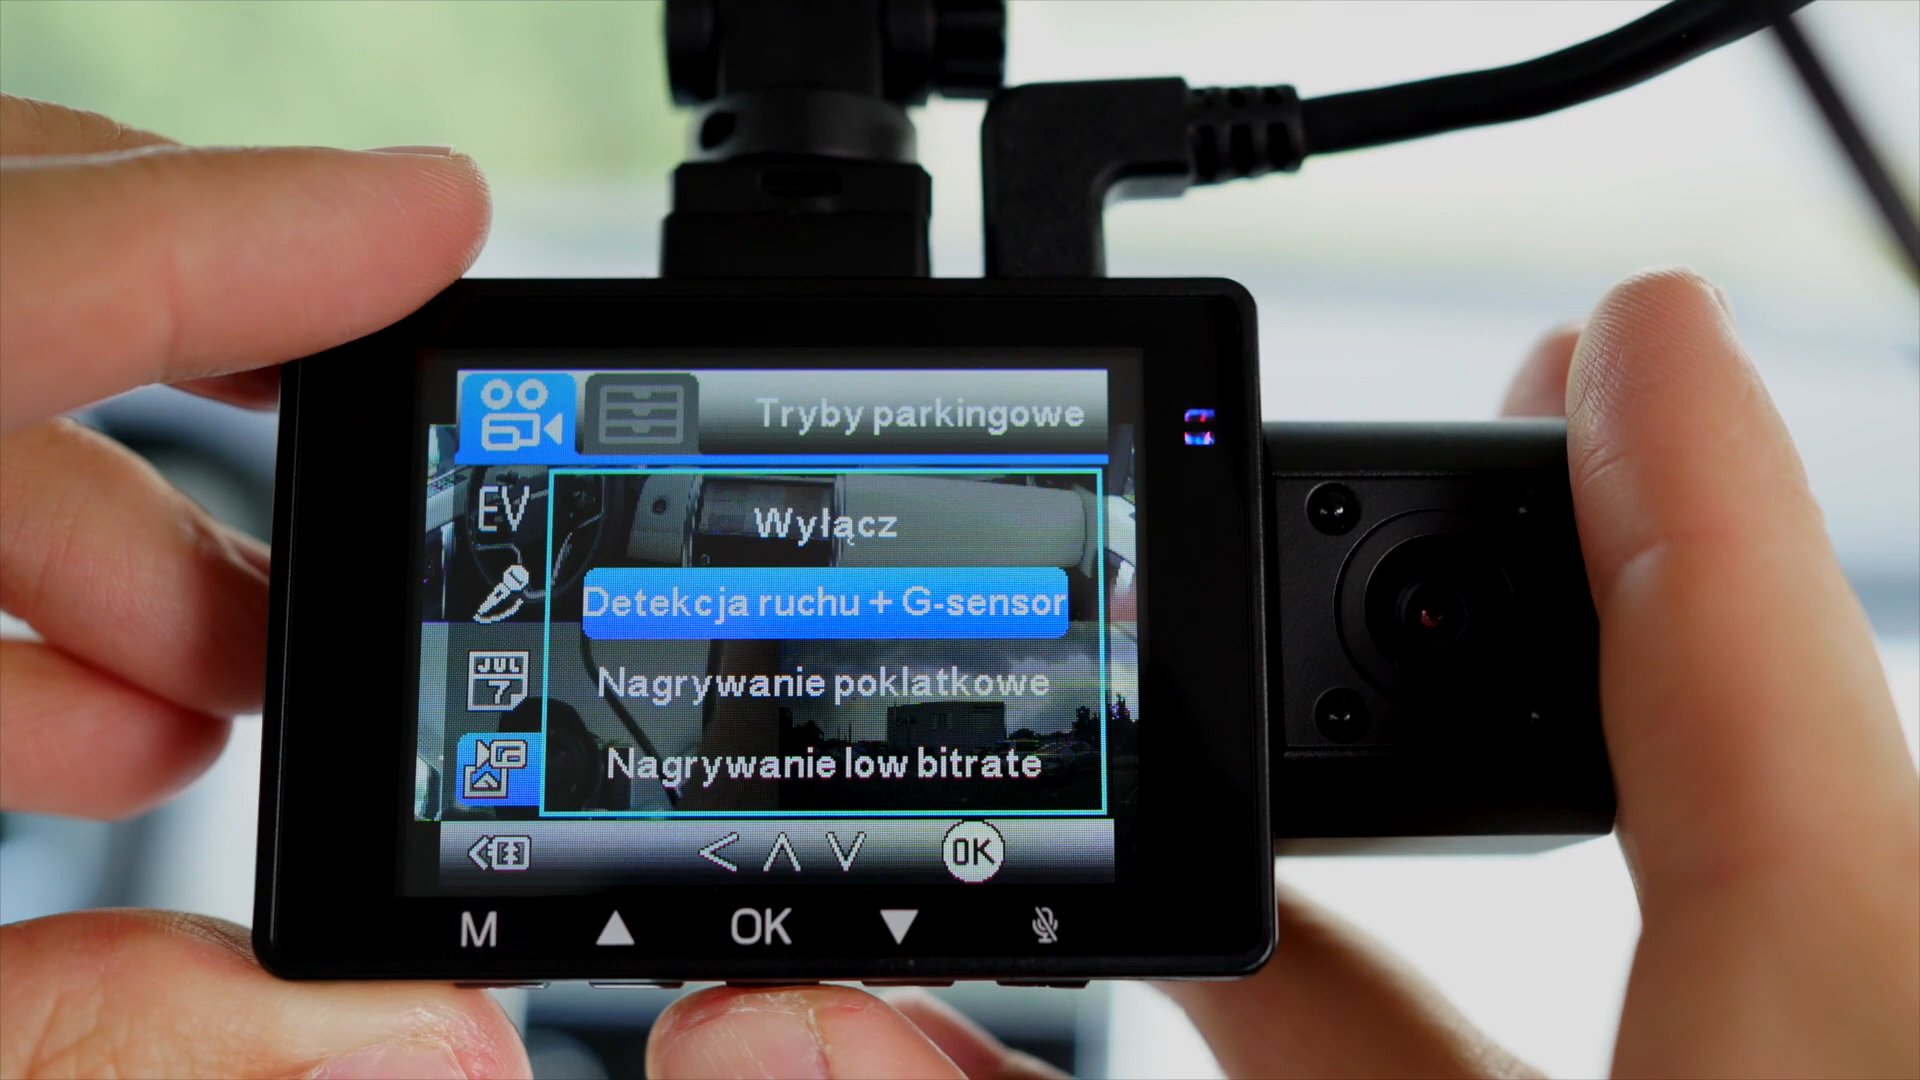 Tryby parkingowe
EV
Wyłącz
Detekcja ruchu + G-sensor
JUL
7
Nagrywanie poklatkowe
Nagrywanie low bitrate
OK
M
OK